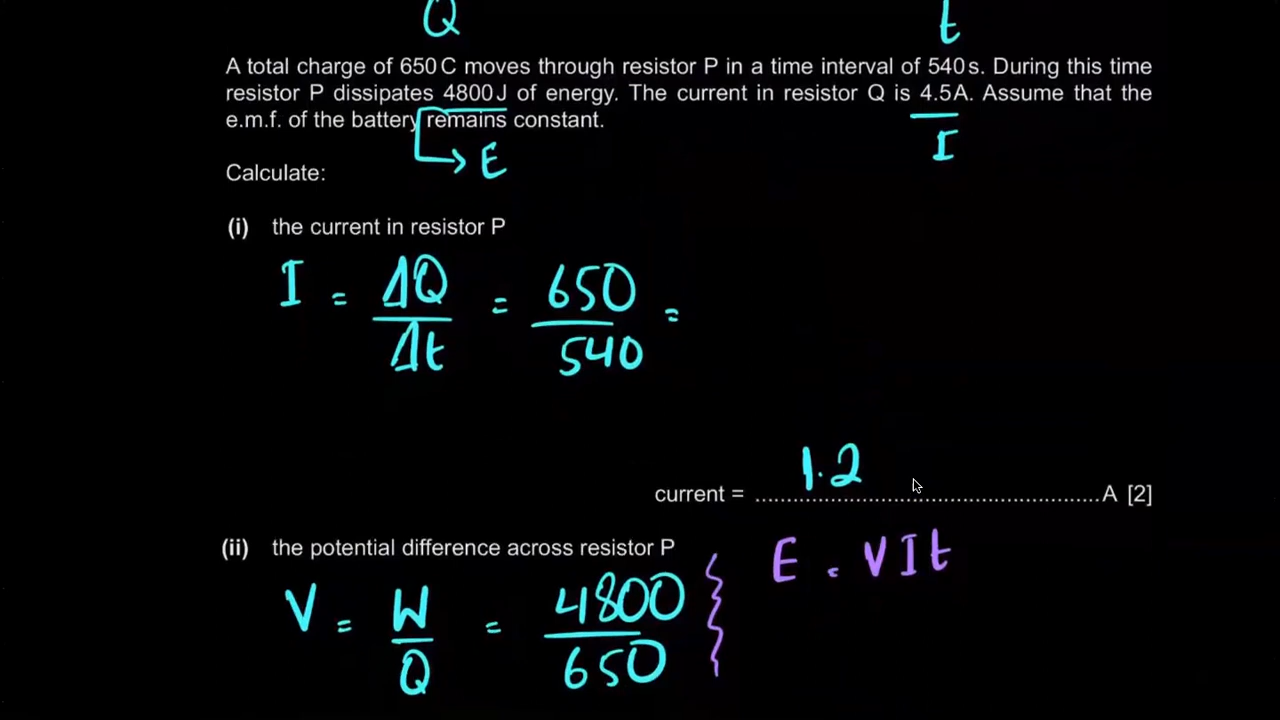 Q t
A total charge of 650 C moves through resistor P in a time interval of 540 s. During this time
resistor P dissipates 4800 J of energy. The current in resistor Q is 4.5 A. Assume that the
e.m.f. of the battery remains constant.
E I
Calculate:
(i) the current in resistor P
I = ΔQ/Δt = 650/540 =
1.2
current = ........................................................ A [2]
(ii) the potential difference across resistor P
E = VIt
V = W/Q = 4800/650